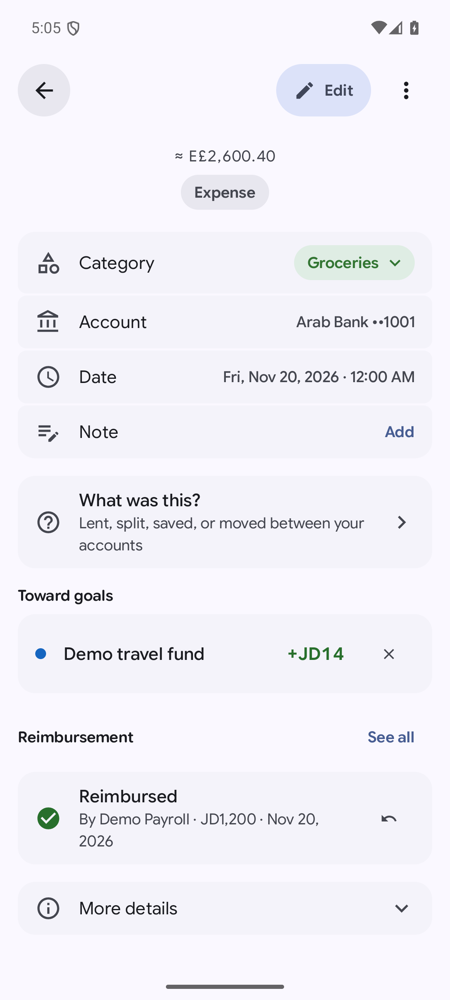 5:05
Edit
≈ E£2,600.40
Expense
Category
Groceries
Account
Arab Bank ••1001
Date
Fri, Nov 20, 2026 · 12:00 AM
Note
Add
What was this?
Lent, split, saved, or moved between your
accounts
Toward goals
Demo travel fund
+JD14
Reimbursement
See all
Reimbursed
By Demo Payroll · JD1,200 · Nov 20,
2026
More details